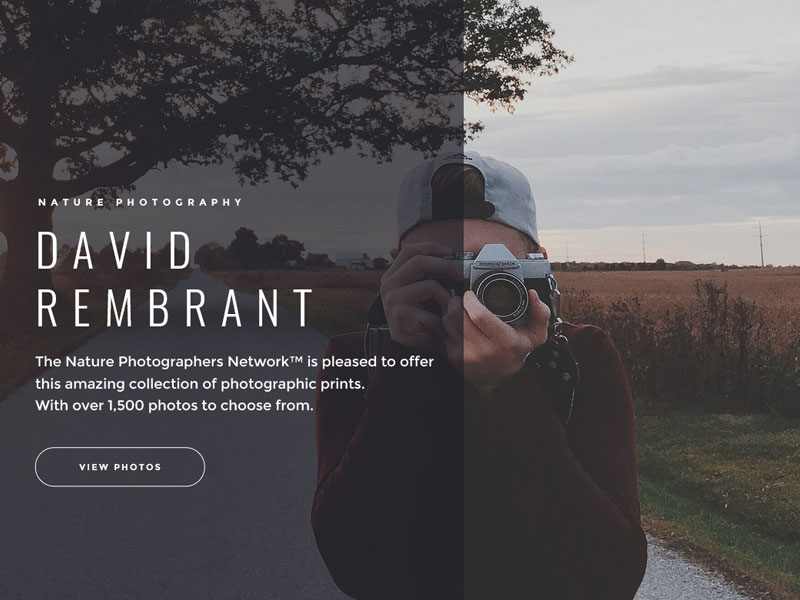 NATURE PHOTOGRAPHY
DAVID
REMBRANT
The Nature Photographers Network™ is pleased to offer
this amazing collection of photographic prints.
With over 1,500 photos to choose from.
VIEW PHOTOS